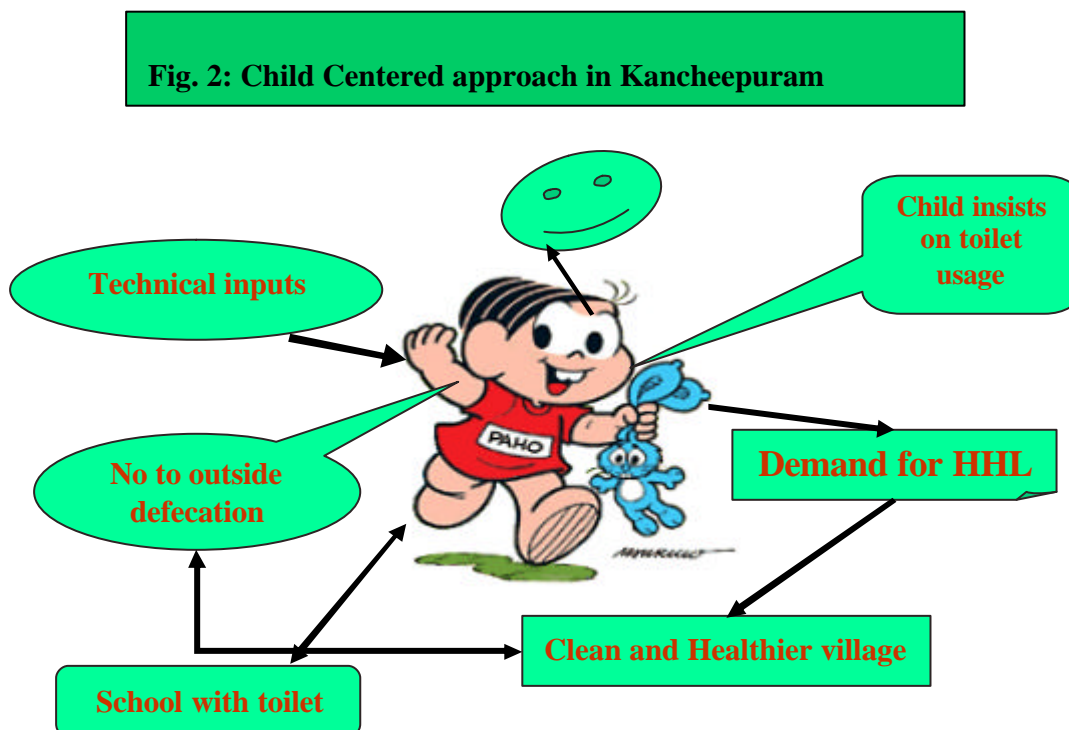 Fig. 2: Child Centered approach in Kancheepuram
Child insists
on toilet
usage
Technical inputs
PAHO
No to outside
defecation
Demand for HHL
Clean and Healthier village
School with toilet